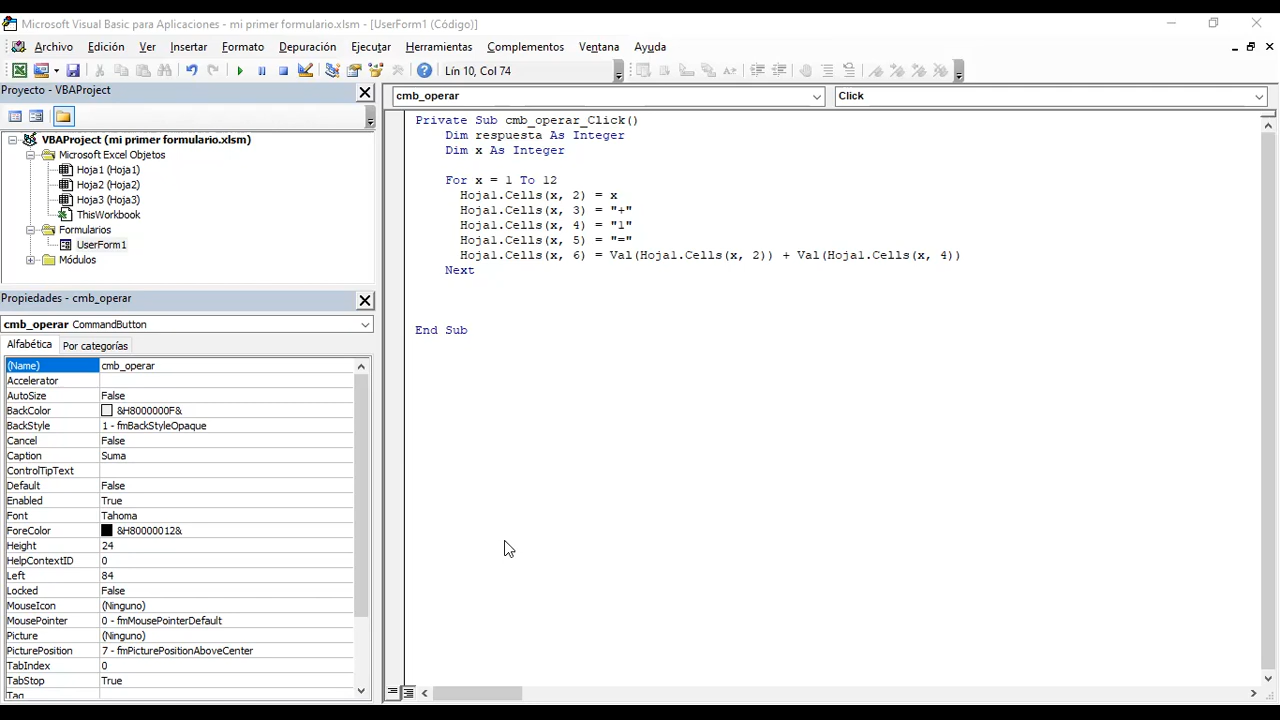 Microsoft Visual Basic para Aplicaciones - mi primer formulario.xlsm - [UserForm1 (Código)]
Archivo Edición Ver Insertar Formato Depuración Ejecutar Herramientas Complementos Ventana Ayuda
Lín 10, Col 74
Proyecto - VBAProject
VBAProject (mi primer formulario.xlsm)
Microsoft Excel Objetos
Hoja1 (Hoja1)
Hoja2 (Hoja2)
Hoja3 (Hoja3)
ThisWorkbook
Formularios
UserForm1
Módulos
Propiedades - cmb_operar
cmb_operar CommandButton
Alfabética Por categorías
(Name) cmb_operar
Accelerator
AutoSize False
BackColor &H8000000F&
BackStyle 1 - fmBackStyleOpaque
Cancel False
Caption Suma
ControlTipText
Default False
Enabled True
Font Tahoma
ForeColor &H80000012&
Height 24
HelpContextID 0
Left 84
Locked False
MouseIcon (Ninguno)
MousePointer 0 - fmMousePointerDefault
Picture (Ninguno)
PicturePosition 7 - fmPicturePositionAboveCenter
TabIndex 0
TabStop True
Tag
cmb_operar Click
Private Sub cmb_operar_Click()
Dim respuesta As Integer
Dim x As Integer
For x = 1 To 12
Hoja1.Cells(x, 2) = x
Hoja1.Cells(x, 3) = "+"
Hoja1.Cells(x, 4) = "1"
Hoja1.Cells(x, 5) = "="
Hoja1.Cells(x, 6) = Val(Hoja1.Cells(x, 2)) + Val(Hoja1.Cells(x, 4))
Next
End Sub